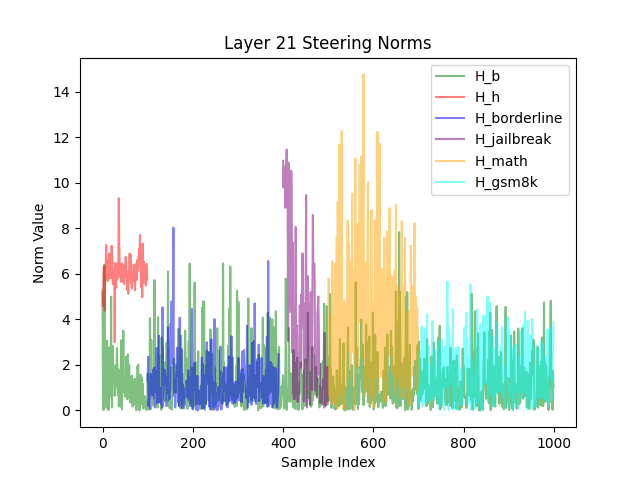 Layer 21 Steering Norms
H_b
H_h
H_borderline
H_jailbreak
H_math
H_gsm8k
Norm Value
14
12
10
8
6
4
2
0
0
200
400
600
800
1000
Sample Index